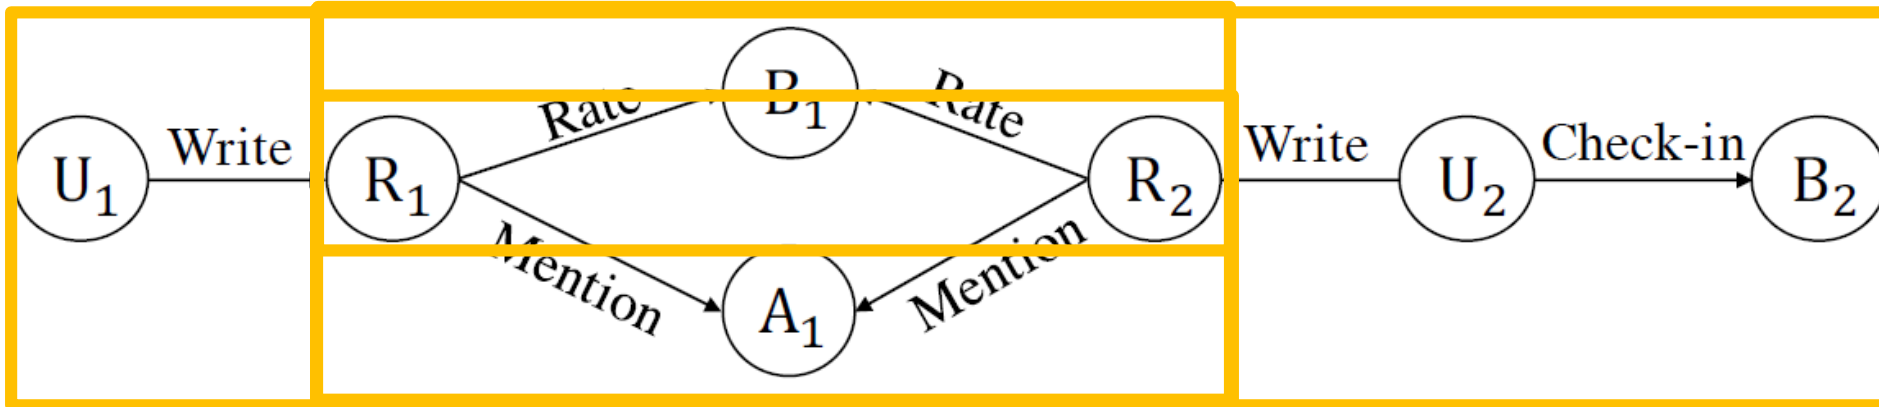 B₁
Rate Rate
U₁ Write R₁ R₂ Write U₂ Check-in B₂
Mention Mention
A₁